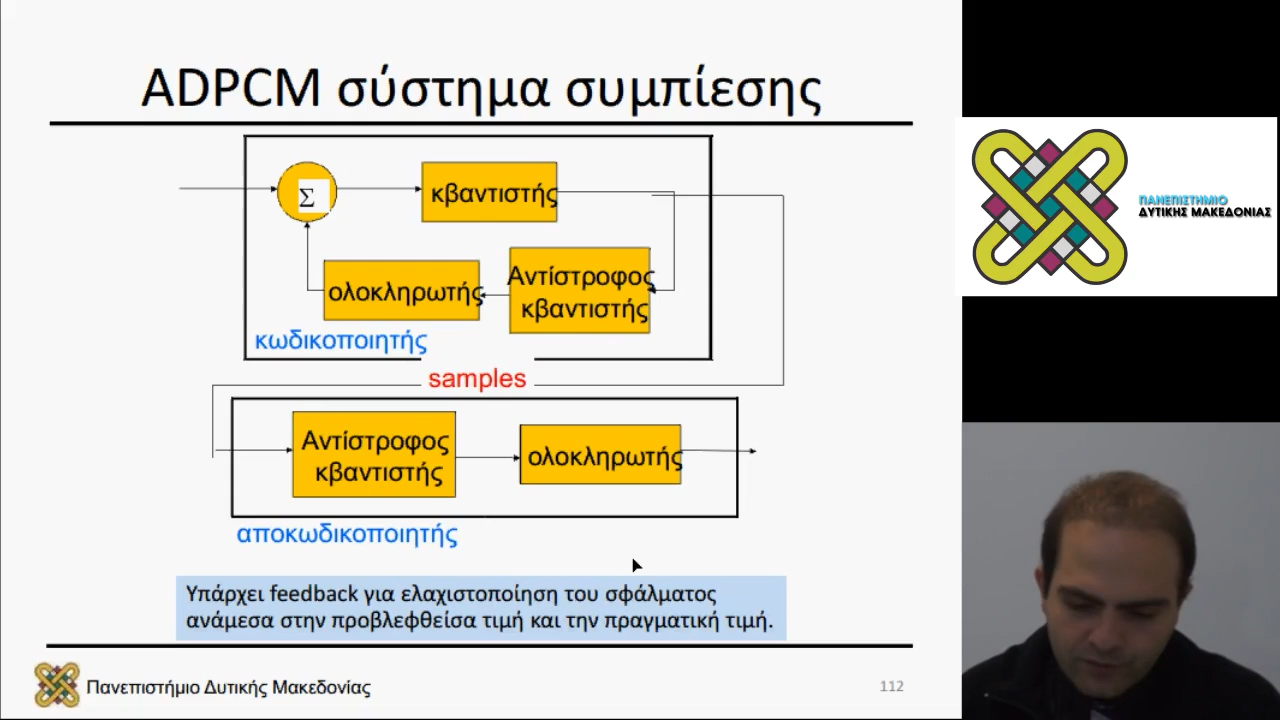 ADPCM σύστημα συμπίεσης
Σ
κβαντιστής
ολοκληρωτής
Αντίστροφος
κβαντιστής
κωδικοποιητής
samples
Αντίστροφος
κβαντιστής
ολοκληρωτής
αποκωδικοποιητής
Υπάρχει feedback για ελαχιστοποίηση του σφάλματος
ανάμεσα στην προβλεφθείσα τιμή και την πραγματική τιμή.
Πανεπιστήμιο Δυτικής Μακεδονίας
112
ΠΑΝΕΠΙΣΤΗΜΙΟ
ΔΥΤΙΚΗΣ ΜΑΚΕΔΟΝΙΑΣ